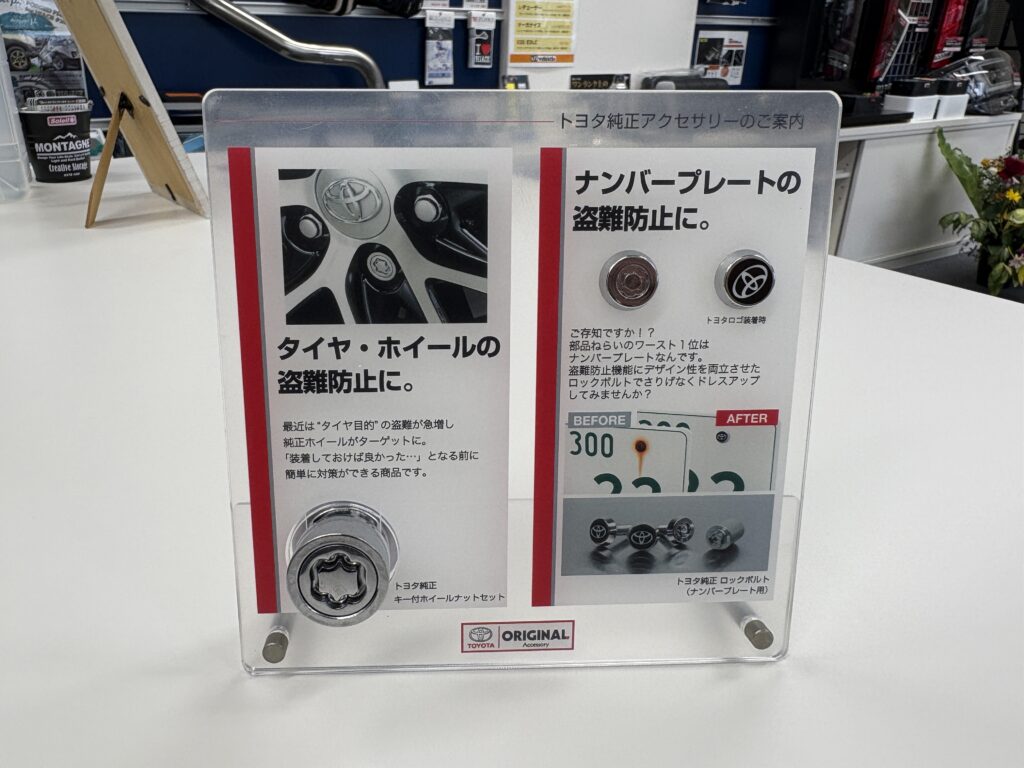 トヨタ純正アクセサリーのご案内
タイヤ・ホイールの
盗難防止に。
最近は“タイヤ目的”の盗難が急増し
純正ホイールがターゲットに。
「装着しておけば良かった…」となる前に
簡単に対策ができる商品です。
トヨタ純正
キー付ホイールナットセット
ナンバープレートの
盗難防止に。
トヨタロゴ装着時
ご存知ですか！？
部品ねらいのワースト１位は
ナンバープレートなんです。
盗難防止機能にデザイン性を両立させた
ロックボルトでさりげなくドレスアップ
してみませんか？
BEFORE
AFTER
300
トヨタ純正 ロックボルト
（ナンバープレート用）
TOYOTA
ORIGINAL
Accessory
Soleil
MONTAGNE
Creative Storage